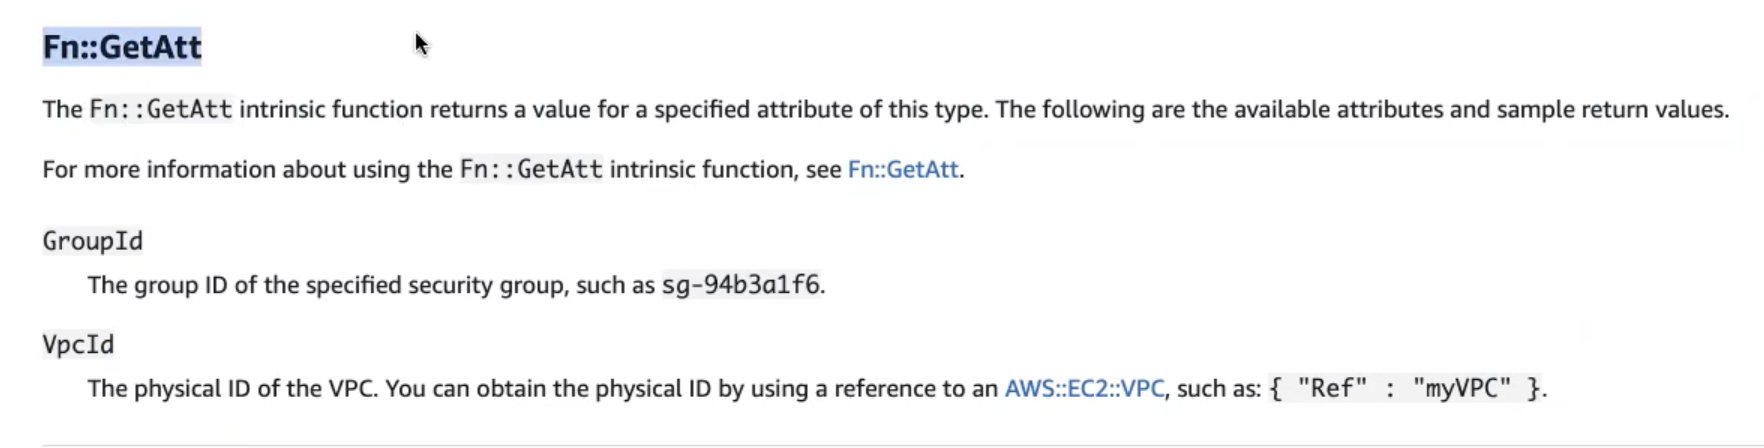 Fn::GetAtt
The Fn::GetAtt intrinsic function returns a value for a specified attribute of this type. The following are the available attributes and sample return values.
For more information about using the Fn::GetAtt intrinsic function, see Fn::GetAtt.
GroupId
The group ID of the specified security group, such as sg-94b3a1f6.
VpcId
The physical ID of the VPC. You can obtain the physical ID by using a reference to an AWS::EC2::VPC, such as: { "Ref" : "myVPC" }.